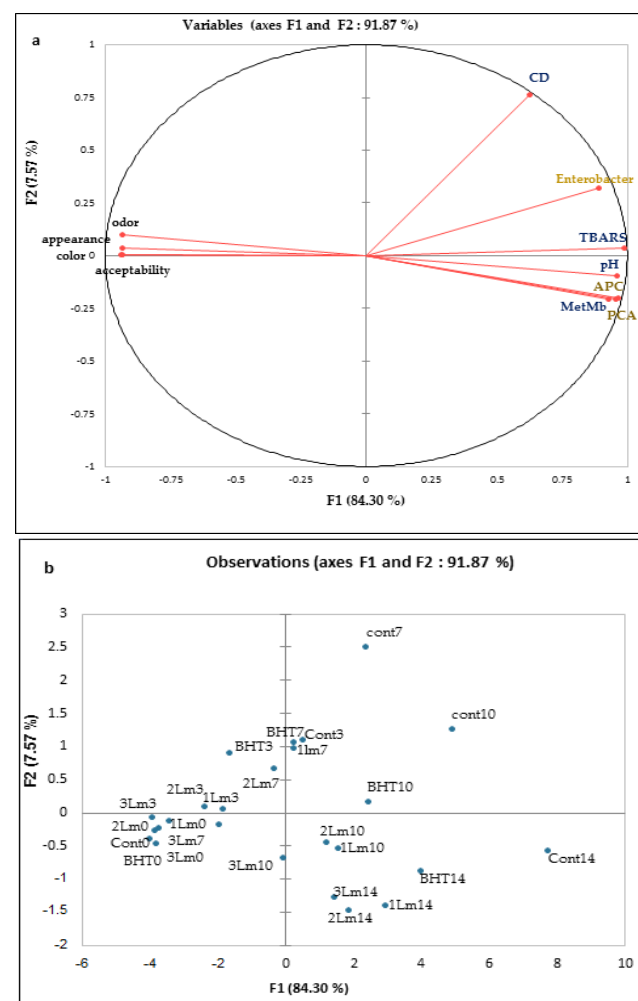 Variables (axes F1 and F2 : 91.87 %)
a
1
CD
0.75
0.5
Enterobacter
0.25
odor
TBARS
appearance
0
color
pH
acceptability
APC
MetMb
PCA
-0.25
-0.5
-0.75
-1
-1 -0.75 -0.5 -0.25 0 0.25 0.5 0.75 1
F2 (7.57 %)
F1 (84.30 %)
b
Observations (axes F1 and F2 : 91.87 %)
3
cont7
2.5
2
1.5
cont10
BHT7 Cont3
1
BHT3 1lm7
2Lm7
0.5
BHT10
2Lm3 1Lm3
3Lm3
0
2Lm0 1Lm0
Cont0 3Lm7
BHT0 3Lm0
2Lm10
1Lm10
-0.5
3Lm10
BHT14
Cont14
-1
3Lm14
1Lm14
2Lm14
-1.5
-2
-6 -4 -2 0 2 4 6 8 10
F2 (7.57 %)
F1 (84.30 %)